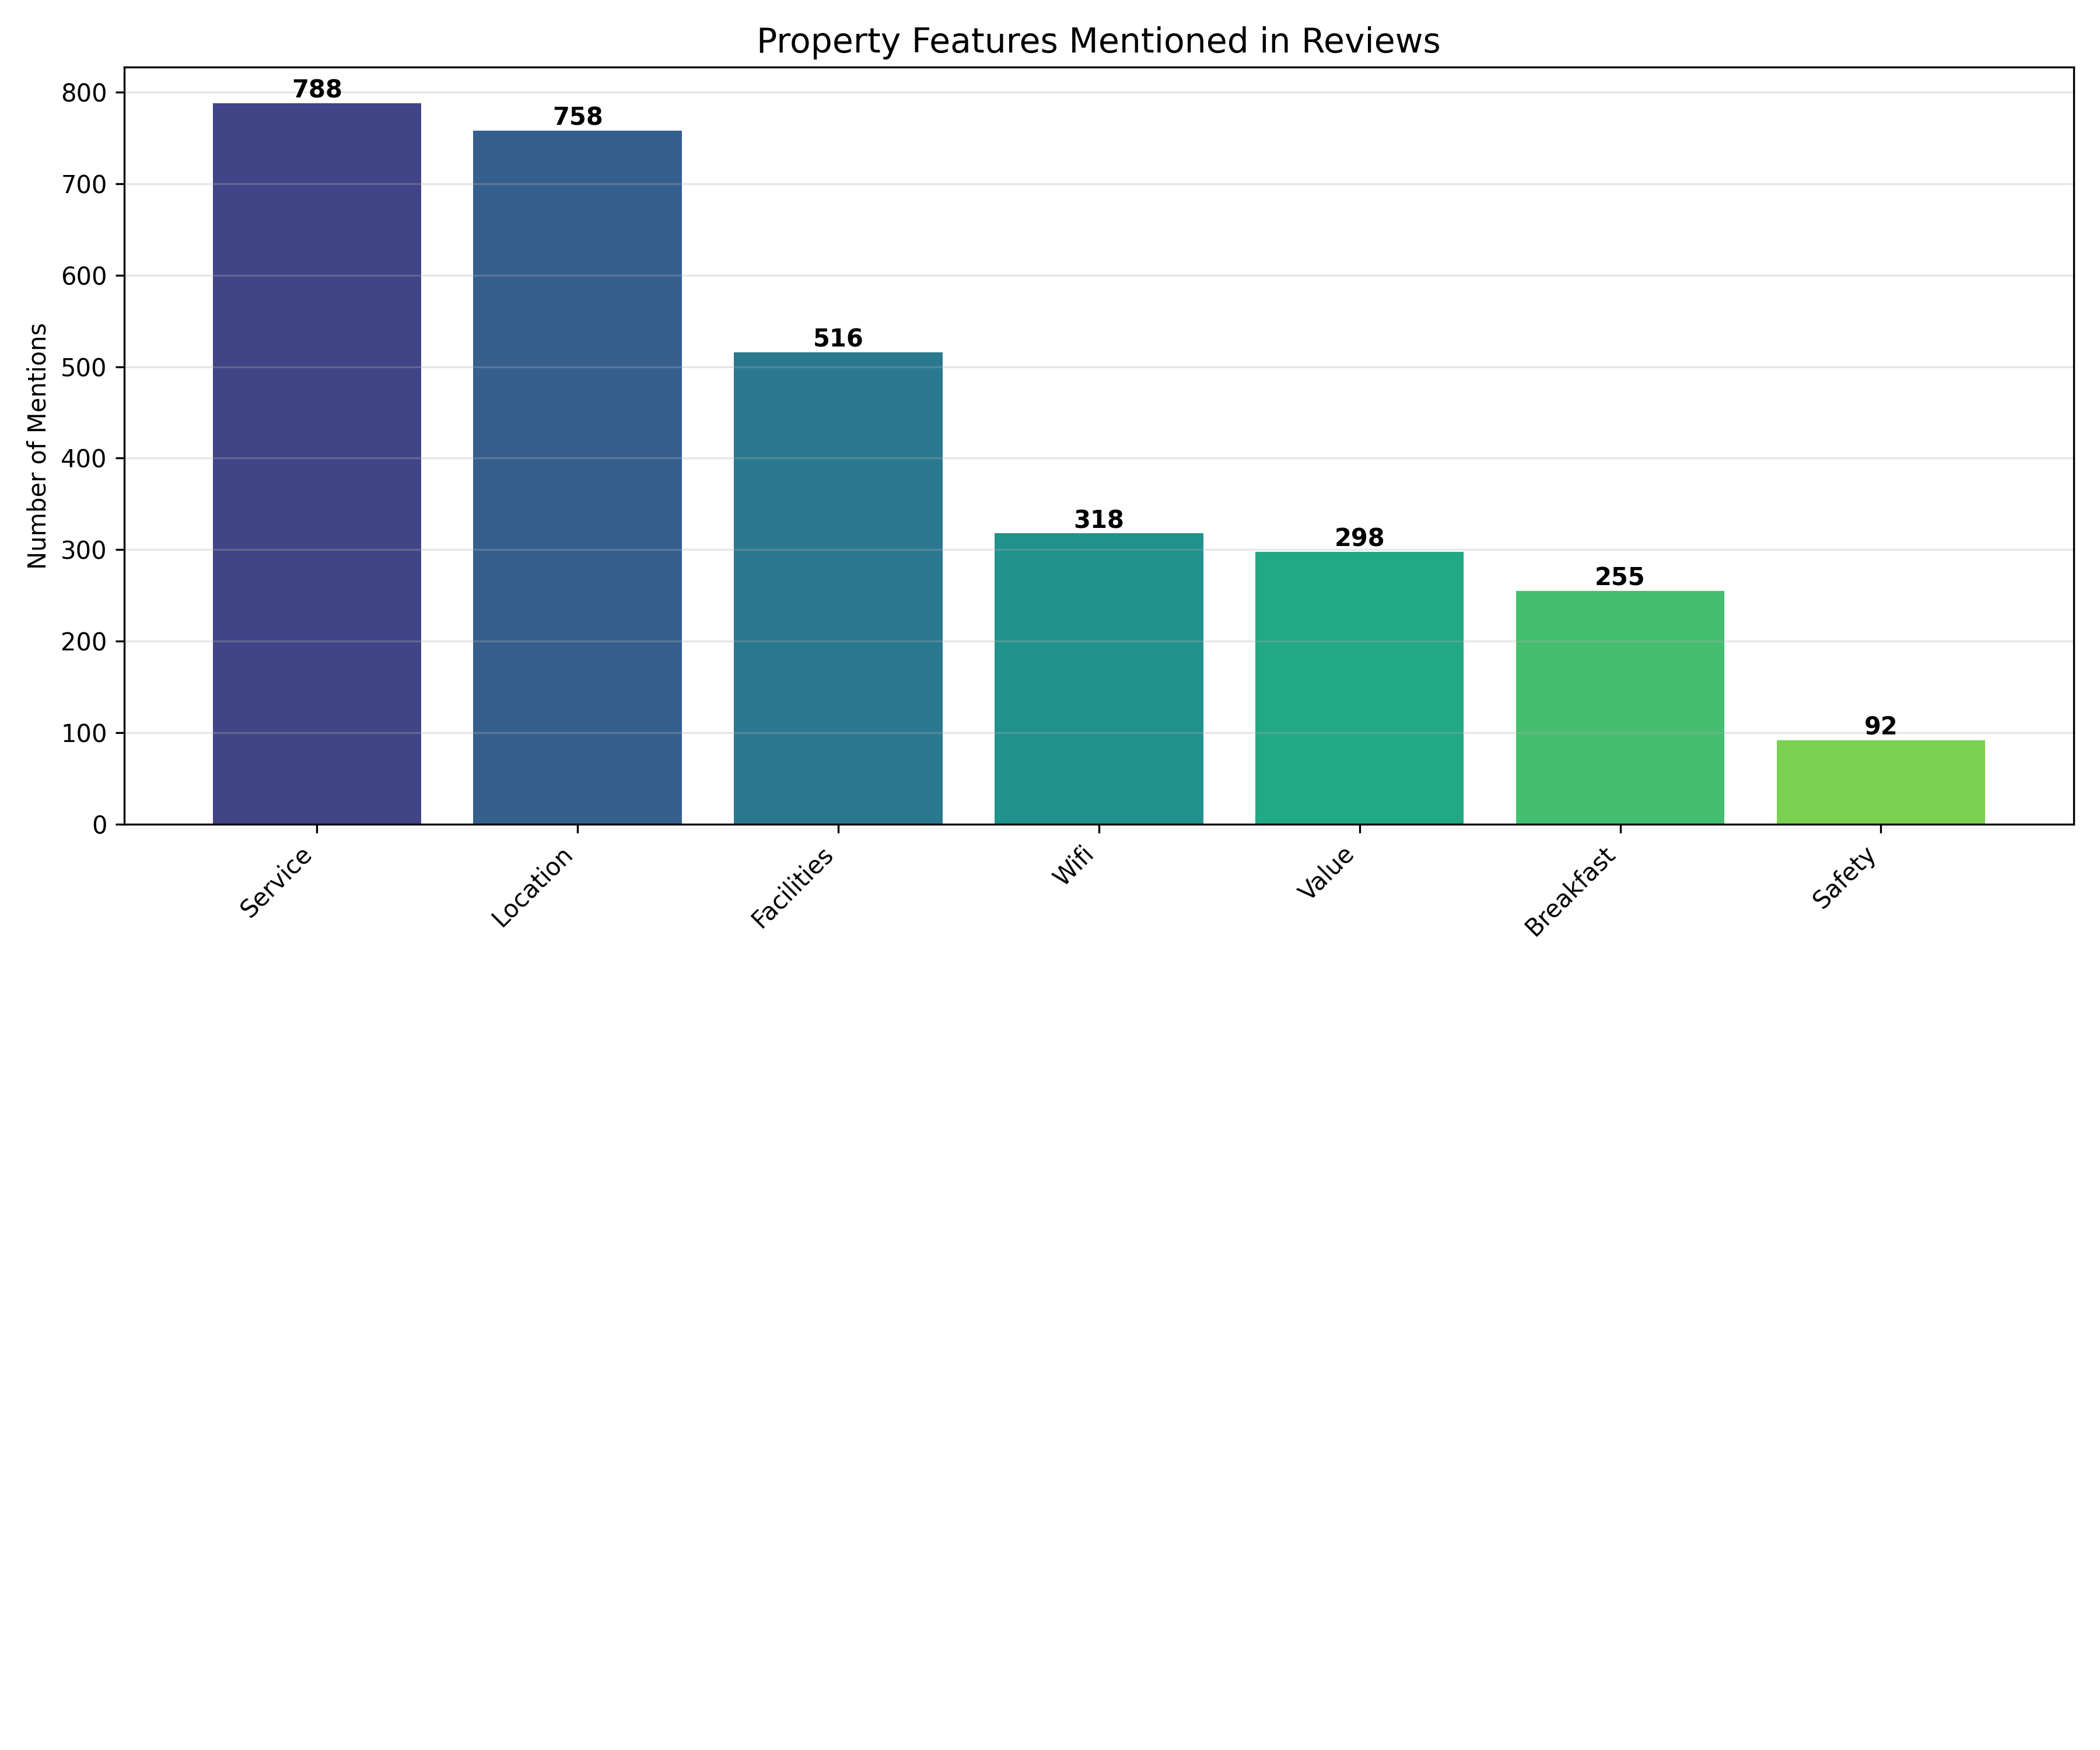 Property Features Mentioned in Reviews
Number of Mentions
800
700
600
500
400
300
200
100
0
788
758
516
318
298
255
92
Service
Location
Facilities
Wifi
Value
Breakfast
Safety